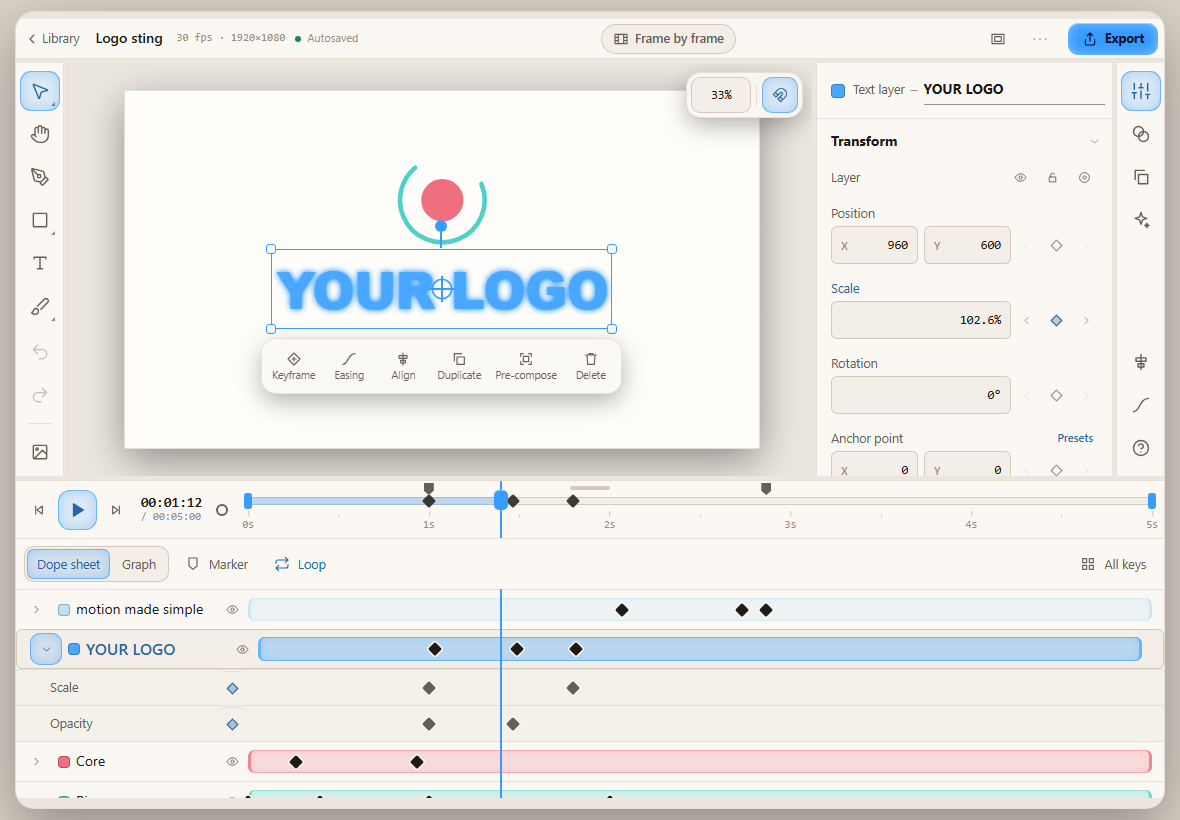 Library Logo sting 30 fps · 1920×1080 Autosaved Frame by frame ··· Export
33%
Text layer – YOUR LOGO
Transform
Layer
Position
X 960 Y 600
Scale
102.6%
Rotation
0°
Anchor point Presets
X 0 Y 0
T
YOUR LOGO
Keyframe Easing Align Duplicate Pre-compose Delete
00:01:12
/ 00:05:00
0s 1s 2s 3s 4s 5s
Dope sheet Graph Marker Loop All keys
motion made simple
YOUR LOGO
Scale
Opacity
Core